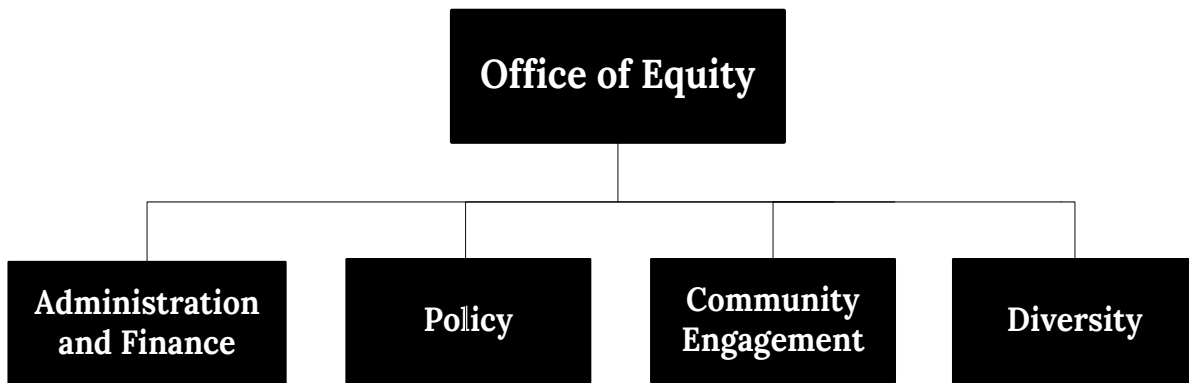 Office of Equity
Administration
and Finance
Policy
Community
Engagement
Diversity